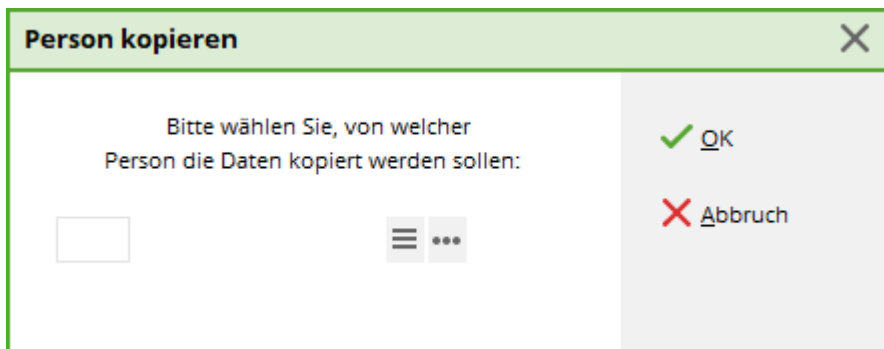 Person kopieren
Bitte wählen Sie, von welcher
Person die Daten kopiert werden sollen:
OK
Abbruch